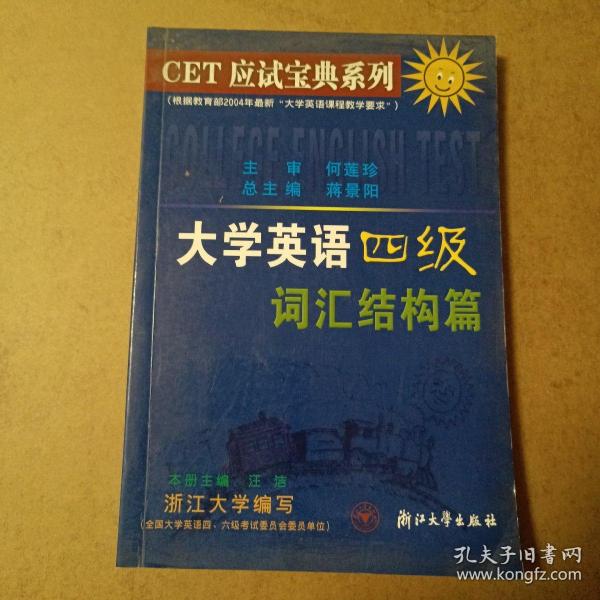 CET 应试宝典系列
(根据教育部2004年最新“大学英语课程教学要求”)
COLLEGE ENGLISH TEST
主 审 何莲珍
总主编 蒋景阳
大学英语四级
词汇结构篇
本册主编 汪 洁
浙江大学编写
(全国大学英语四、六级考试委员会委员单位)
浙江大學出版社
孔夫子旧书网
www.kongfz.com